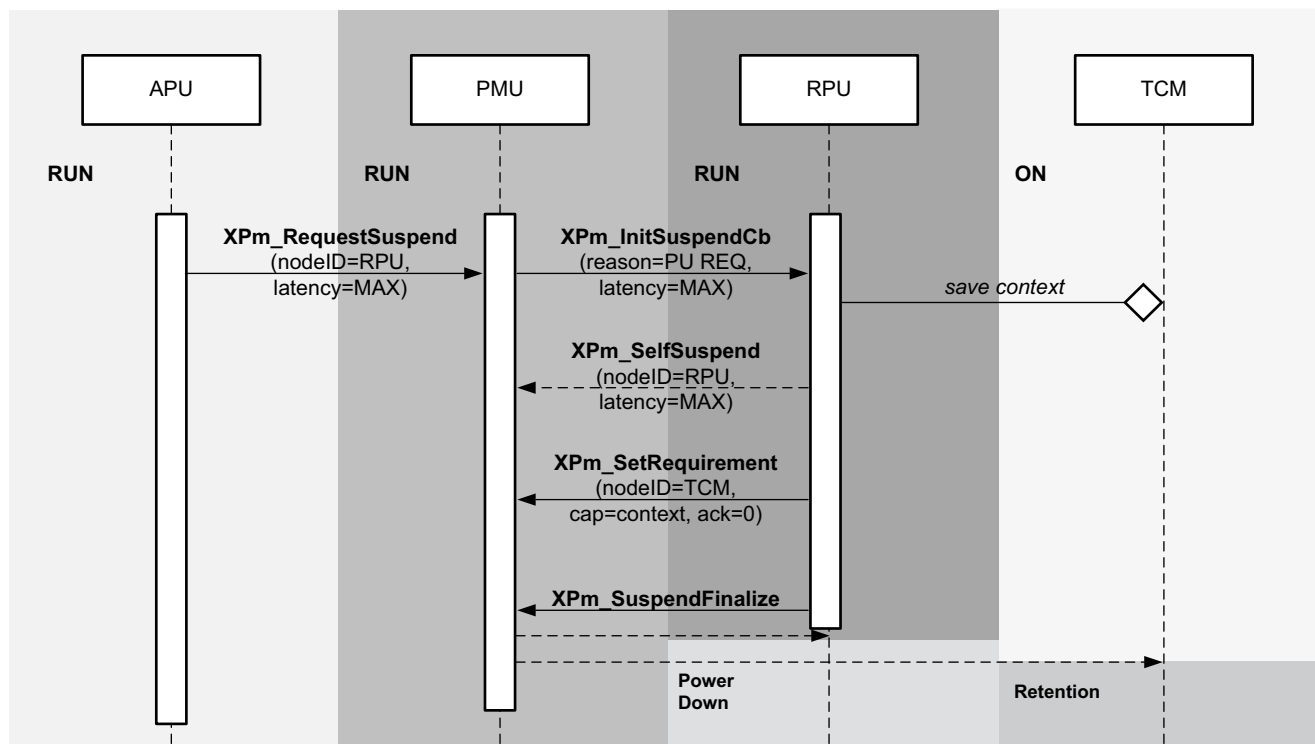 APU
PMU
RPU
TCM
RUN
RUN
RUN
ON
XPm_RequestSuspend
(nodeID=RPU,
latency=MAX)
XPm_InitSuspendCb
(reason=PU REQ,
latency=MAX)
save context
XPm_SelfSuspend
(nodeID=RPU,
latency=MAX)
XPm_SetRequirement
(nodeID=TCM,
cap=context, ack=0)
XPm_SuspendFinalize
Power
Down
Retention